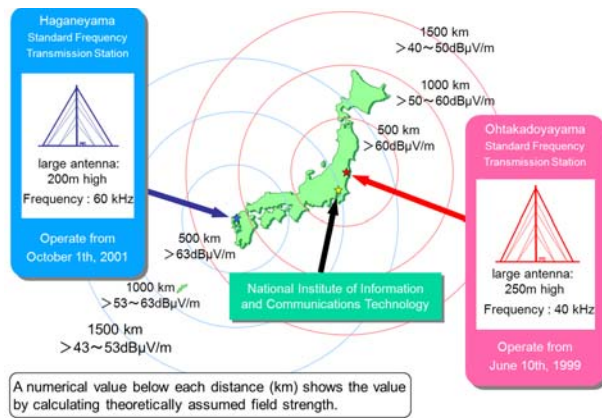 Haganeyama
Standard Frequency
Transmission Station
large antenna:
200m high
Frequency : 60 kHz
Operate from
October 1th, 2001
1500 km
>40～50dBμV/m
1000 km
>50～60dBμV/m
500 km
>60dBμV/m
Ohtakadoyayama
Standard Frequency
Transmission Station
large antenna:
250m high
Frequency : 40 kHz
Operate from
June 10th, 1999
500 km
>63dBμV/m
1000 km
>53～63dBμV/m
1500 km
>43～53dBμV/m
National Institute of Information
and Communications Technology
A numerical value below each distance (km) shows the value
by calculating theoretically assumed field strength.